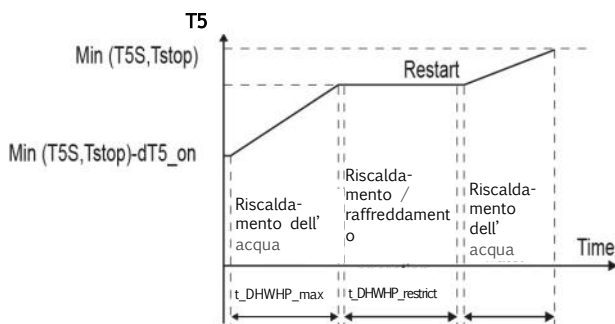 T5
Min (T5S,Tstop)
Restart
Min (T5S,Tstop)-dT5_on
Riscalda-
mento dell'
acqua
Riscalda-
mento /
raffreddament
o
Riscalda-
mento
dell'
acqua
Time
t_DHWHP_max
t_DHWHP_restrict